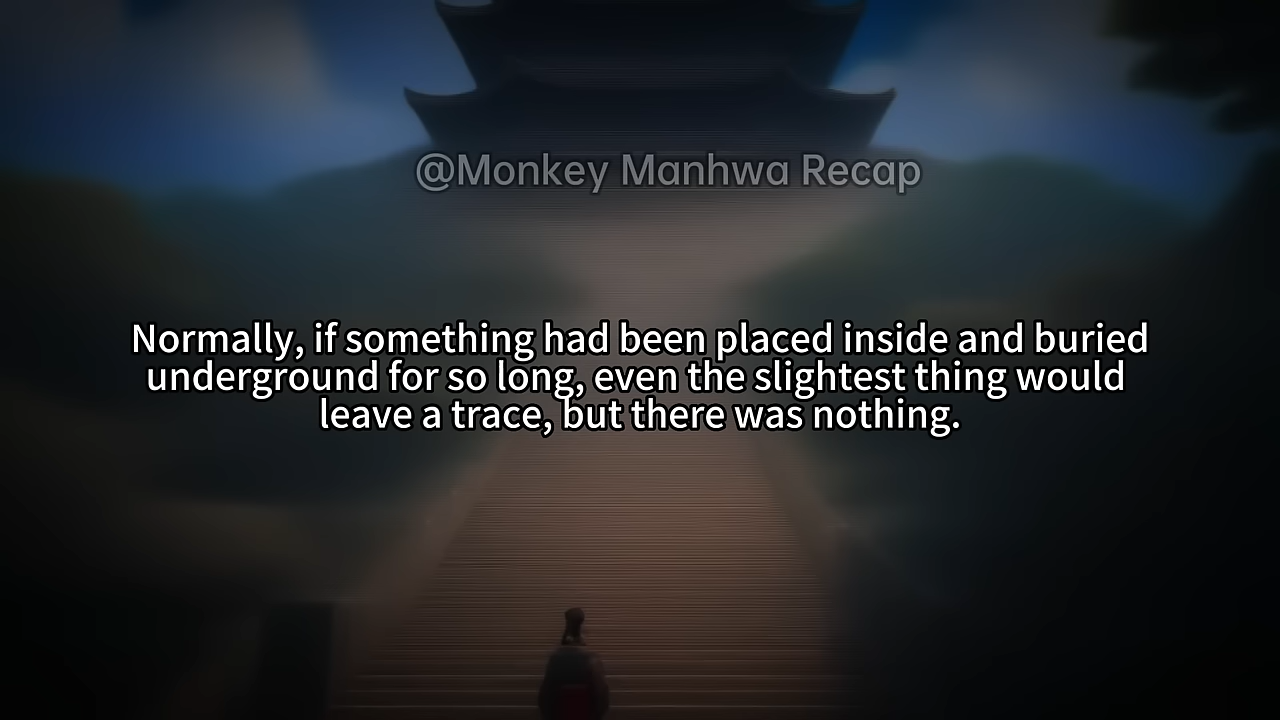 @Monkey Manhwa Recap
Normally, if something had been placed inside and buried
underground for so long, even the slightest thing would
leave a trace, but there was nothing.